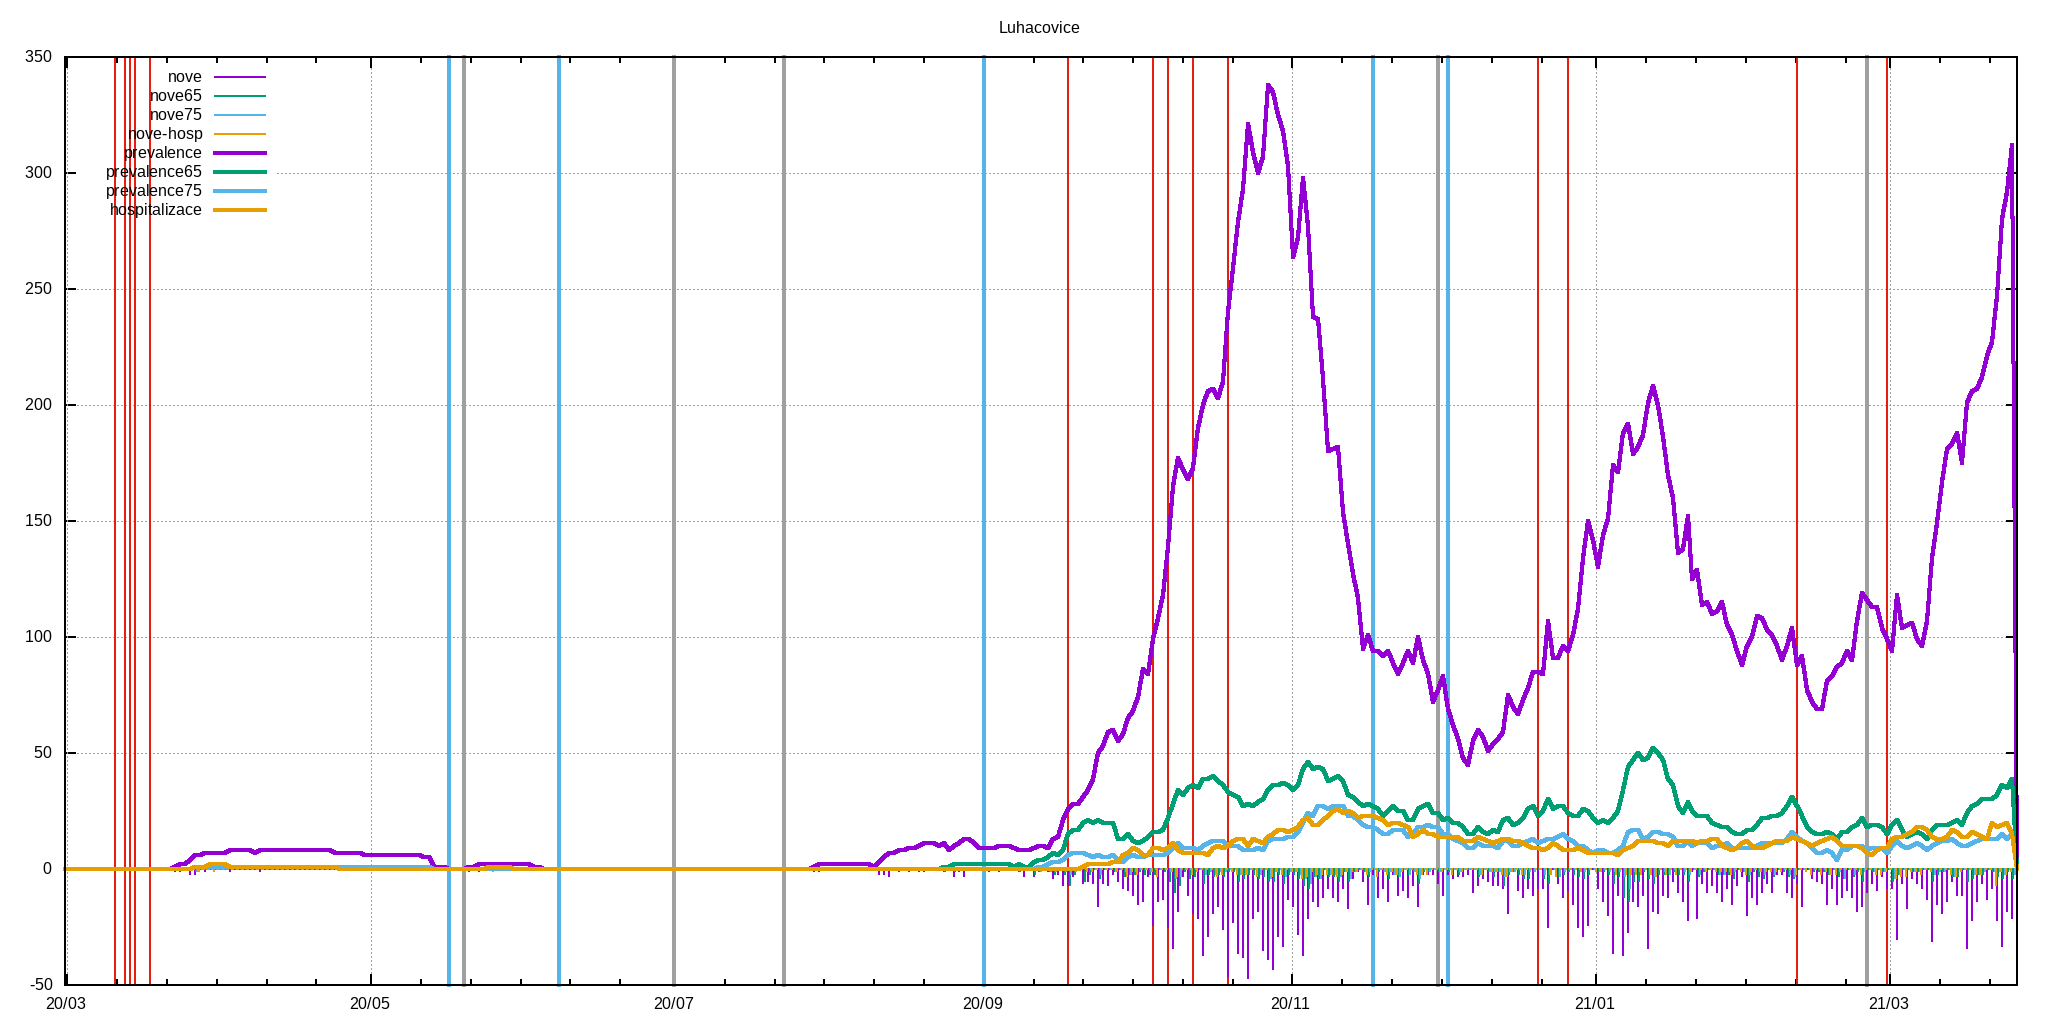 Luhacovice
350
nove
nove65
nove75
nove-hosp
prevalence
prevalence65
prevalence75
hospitalizace
300
250
200
150
100
50
0
-50
20/03 20/05 20/07 20/09 20/11 21/01 21/03